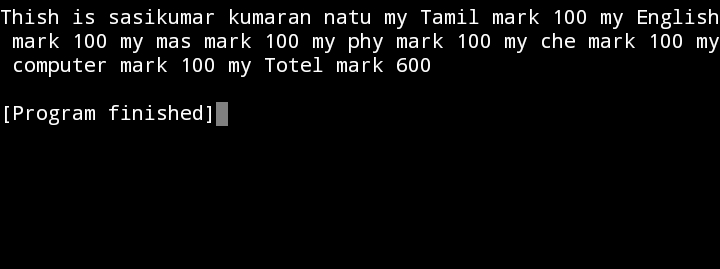 Thish is sasikumar kumaran natu my Tamil mark 100 my English
mark 100 my mas mark 100 my phy mark 100 my che mark 100 my
computer mark 100 my Totel mark 600
[Program finished]